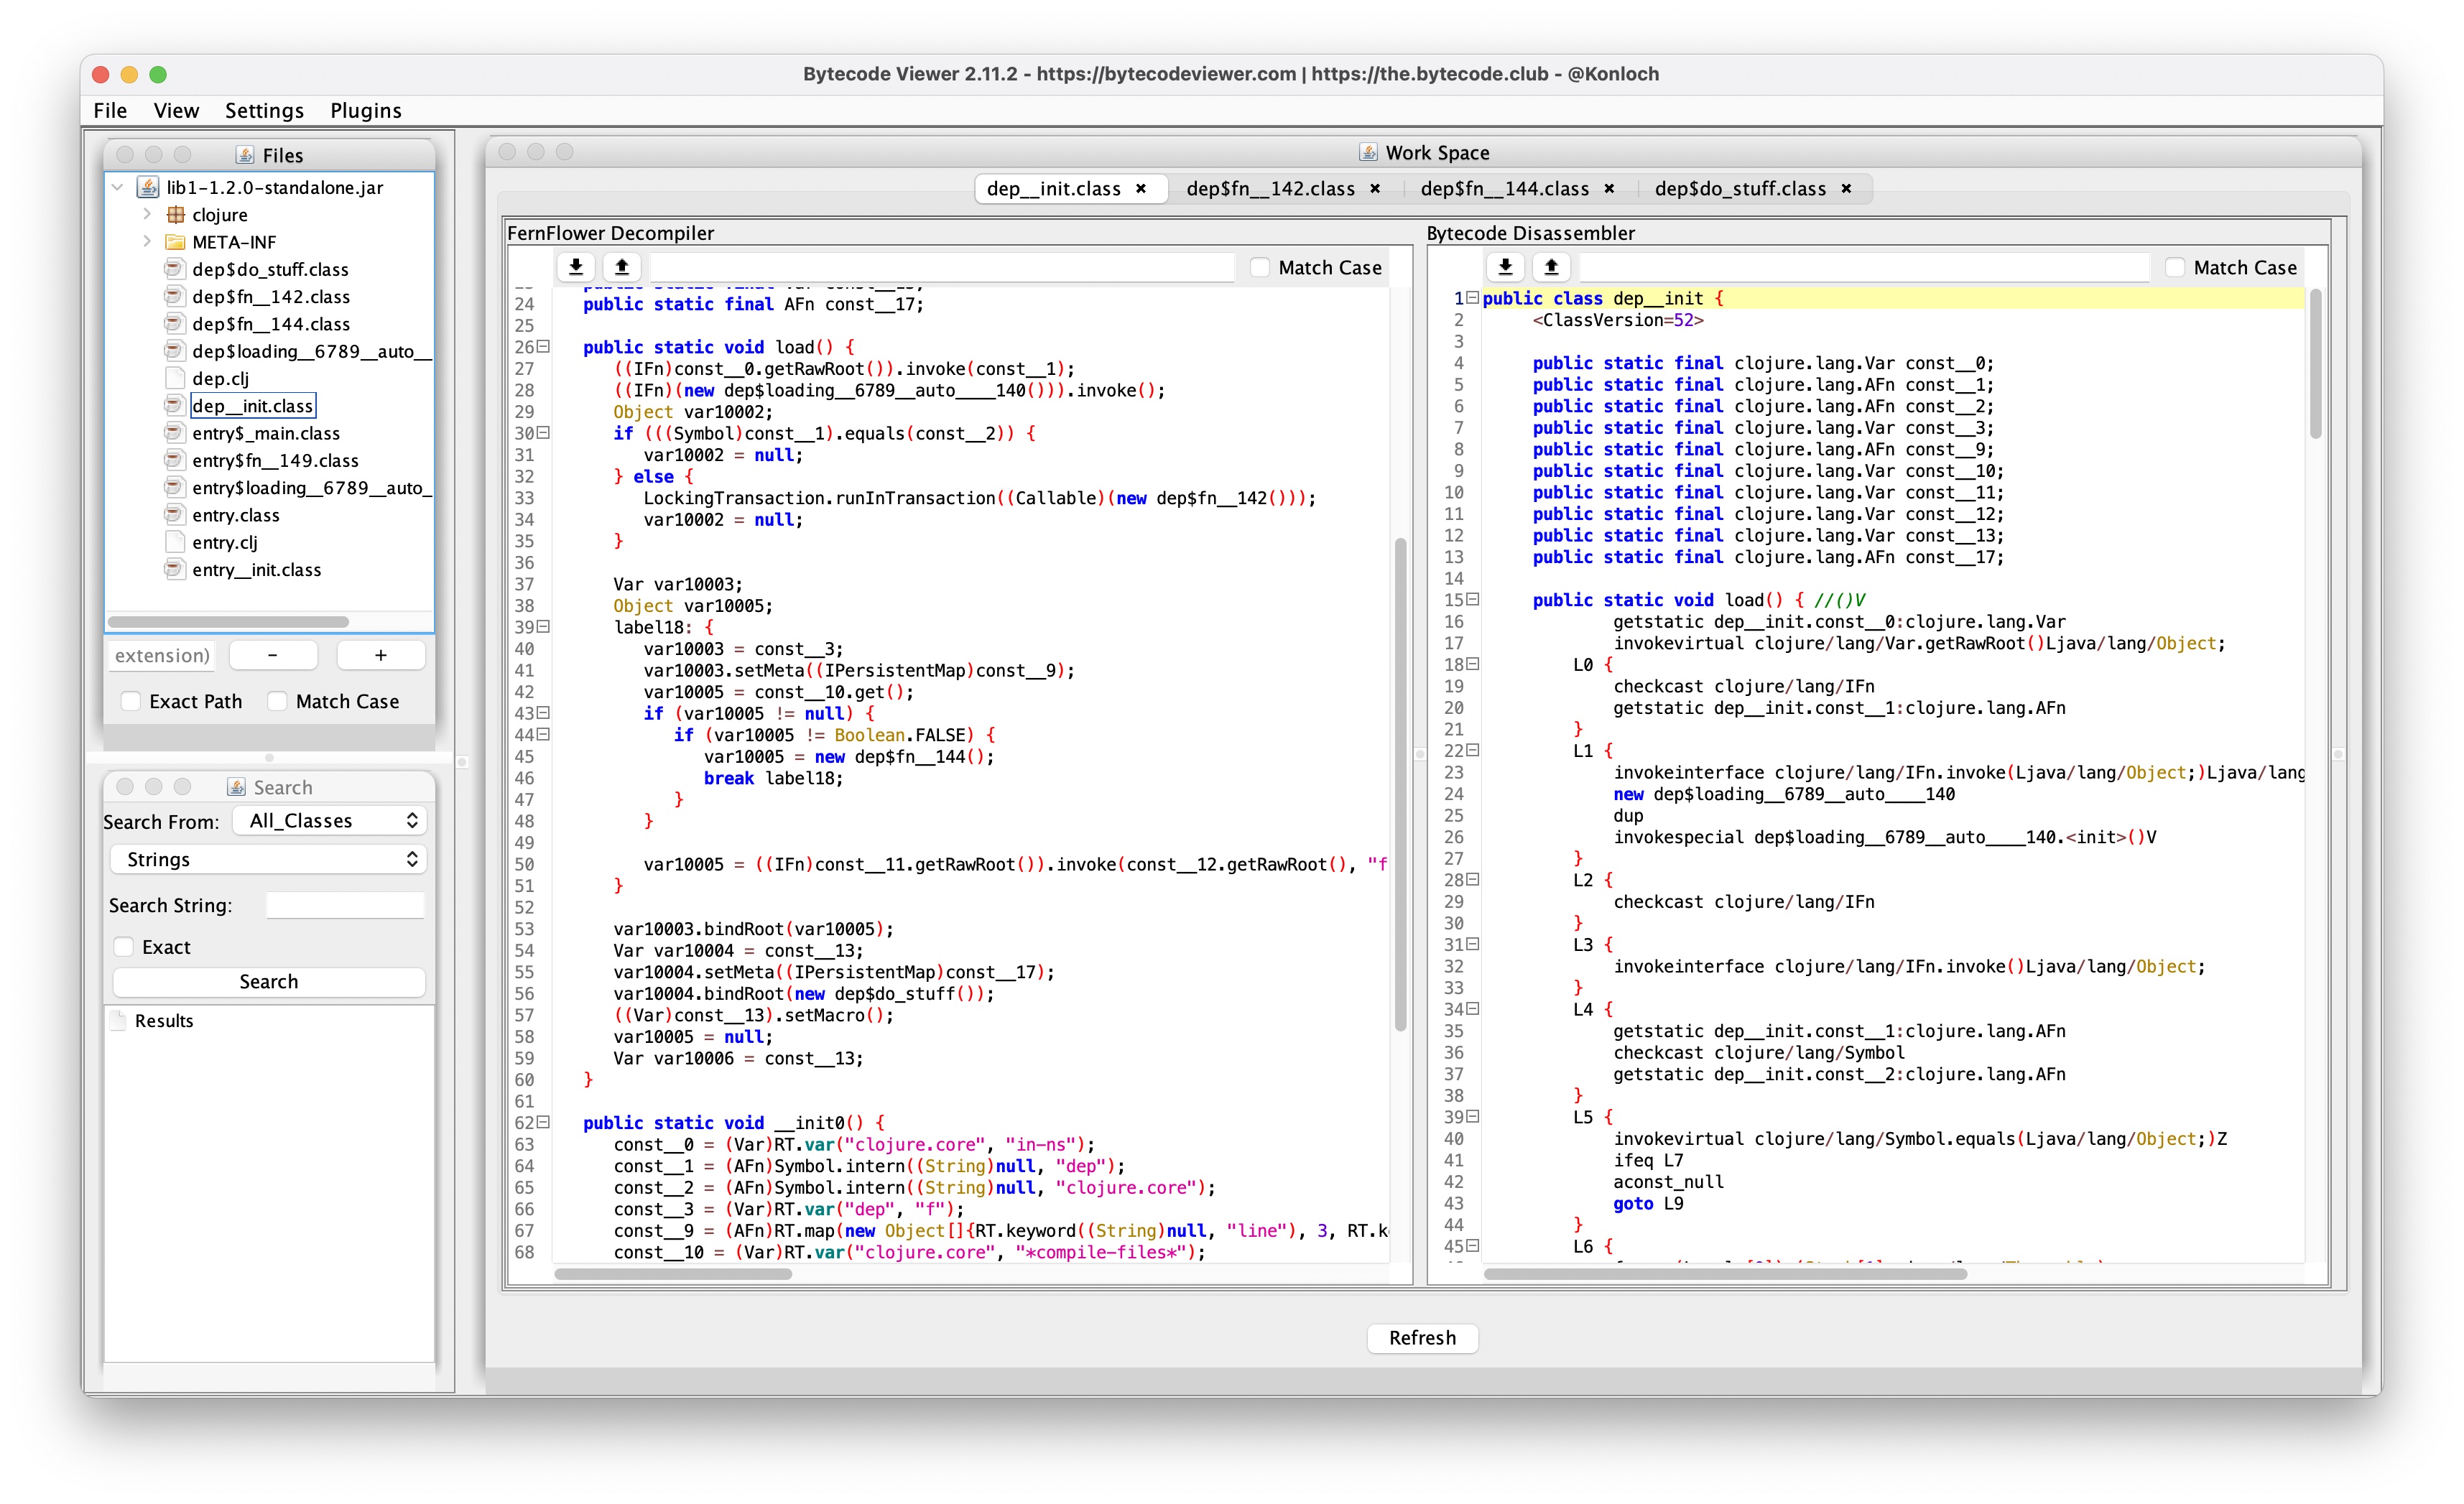 Bytecode Viewer 2.11.2 - https://bytecodeviewer.com | https://the.bytecode.club - @Konloch
File View Settings Plugins
Files
lib1-1.2.0-standalone.jar
clojure
META-INF
dep$do_stuff.class
dep$fn__142.class
dep$fn__144.class
dep$loading__6789__auto__
dep.clj
dep__init.class
entry$_main.class
entry$fn__149.class
entry$loading__6789__auto_
entry.class
entry.clj
entry__init.class
extension) - +
Exact Path Match Case
Search
Search From: All_Classes
Strings
Search String:
Exact
Search
Results
Work Space
dep__init.class × dep$fn__142.class × dep$fn__144.class × dep$do_stuff.class ×
FernFlower Decompiler
Match Case
24 public static final AFn const__17;
25
26 public static void load() {
27 ((IFn)const__0.getRawRoot()).invoke(const__1);
28 ((IFn)(new dep$loading__6789__auto____140())).invoke();
29 Object var10002;
30 if (((Symbol)const__1).equals(const__2)) {
31 var10002 = null;
32 } else {
33 LockingTransaction.runInTransaction((Callable)(new dep$fn__142()));
34 var10002 = null;
35 }
36
37 Var var10003;
38 Object var10005;
39 label18: {
40 var10003 = const__3;
41 var10003.setMeta((IPersistentMap)const__9);
42 var10005 = const__10.get();
43 if (var10005 != null) {
44 if (var10005 != Boolean.FALSE) {
45 var10005 = new dep$fn__144();
46 break label18;
47 }
48 }
49
50 var10005 = ((IFn)const__11.getRawRoot()).invoke(const__12.getRawRoot(), "f
51 }
52
53 var10003.bindRoot(var10005);
54 Var var10004 = const__13;
55 var10004.setMeta((IPersistentMap)const__17);
56 var10004.bindRoot(new dep$do_stuff());
57 ((Var)const__13).setMacro();
58 var10005 = null;
59 Var var10006 = const__13;
60 }
61
62 public static void __init0() {
63 const__0 = (Var)RT.var("clojure.core", "in-ns");
64 const__1 = (AFn)Symbol.intern((String)null, "dep");
65 const__2 = (AFn)Symbol.intern((String)null, "clojure.core");
66 const__3 = (Var)RT.var("dep", "f");
67 const__9 = (AFn)RT.map(new Object[]{RT.keyword((String)null, "line"), 3, RT.k
68 const__10 = (Var)RT.var("clojure.core", "*compile-files*");
Bytecode Disassembler
Match Case
1 public class dep__init {
2 <ClassVersion=52>
3
4 public static final clojure.lang.Var const__0;
5 public static final clojure.lang.AFn const__1;
6 public static final clojure.lang.AFn const__2;
7 public static final clojure.lang.Var const__3;
8 public static final clojure.lang.AFn const__9;
9 public static final clojure.lang.Var const__10;
10 public static final clojure.lang.Var const__11;
11 public static final clojure.lang.Var const__12;
12 public static final clojure.lang.Var const__13;
13 public static final clojure.lang.AFn const__17;
14
15 public static void load() { //()V
16 getstatic dep__init.const__0:clojure.lang.Var
17 invokevirtual clojure/lang/Var.getRawRoot()Ljava/lang/Object;
18 L0 {
19 checkcast clojure/lang/IFn
20 getstatic dep__init.const__1:clojure.lang.AFn
21 }
22 L1 {
23 invokeinterface clojure/lang/IFn.invoke(Ljava/lang/Object;)Ljava/lang
24 new dep$loading__6789__auto____140
25 dup
26 invokespecial dep$loading__6789__auto____140.<init>()V
27 }
28 L2 {
29 checkcast clojure/lang/IFn
30 }
31 L3 {
32 invokeinterface clojure/lang/IFn.invoke()Ljava/lang/Object;
33 }
34 L4 {
35 getstatic dep__init.const__1:clojure.lang.AFn
36 checkcast clojure/lang/Symbol
37 getstatic dep__init.const__2:clojure.lang.AFn
38 }
39 L5 {
40 invokevirtual clojure/lang/Symbol.equals(Ljava/lang/Object;)Z
41 ifeq L7
42 aconst_null
43 goto L9
44 }
45 L6 {
Refresh